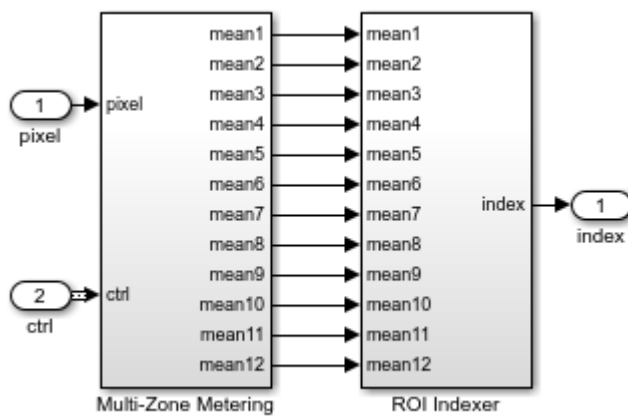 mean1 mean1
mean2 mean2
mean3 mean3
1 pixel
pixel
mean4 mean4
mean5 mean5
mean6 mean6
mean7 mean7
index 1
index
mean8 mean8
mean9 mean9
2 ctrl
ctrl
mean10 mean10
mean11 mean11
mean12 mean12
Multi-Zone Metering ROI Indexer